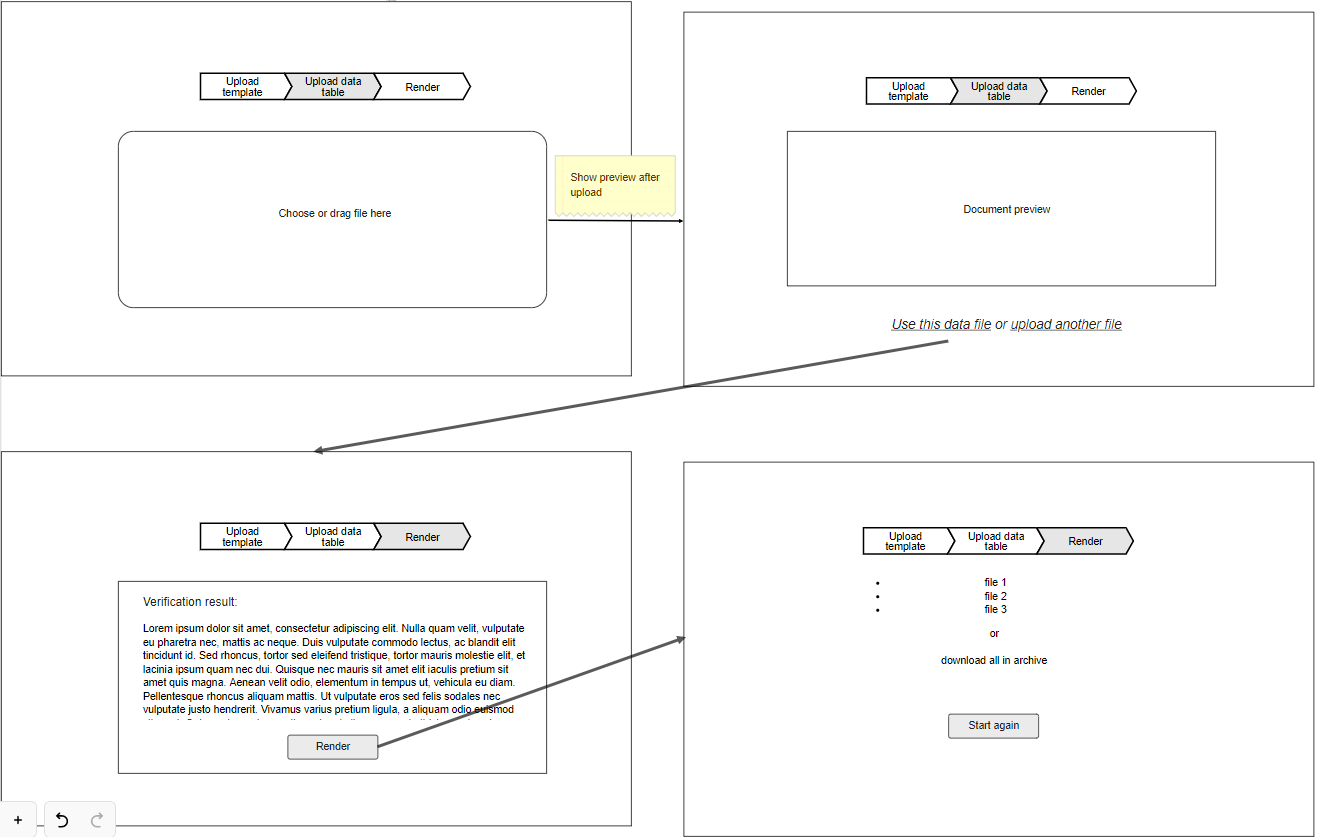 Upload
template
Upload data
table
Render
Choose or drag file here
Show preview after
upload
Upload
template
Upload data
table
Render
Document preview
Use this data file or upload another file
Upload
template
Upload data
table
Render
Verification result:
Lorem ipsum dolor sit amet, consectetur adipiscing elit. Nulla quam velit, vulputate
eu pharetra nec, mattis ac neque. Duis vulputate commodo lectus, ac blandit elit
tincidunt id. Sed rhoncus, tortor sed eleifend tristique, tortor mauris molestie elit, et
lacinia ipsum quam nec dui. Quisque nec mauris sit amet elit iaculis pretium sit
amet quis magna. Aenean velit odio, elementum in tempus ut, vehicula eu diam.
Pellentesque rhoncus aliquam mattis. Ut vulputate eros sed felis sodales nec
vulputate justo hendrerit. Vivamus varius pretium ligula, a aliquam odio euismod
Render
Upload
template
Upload data
table
Render
• file 1
• file 2
• file 3
or
download all in archive
Start again